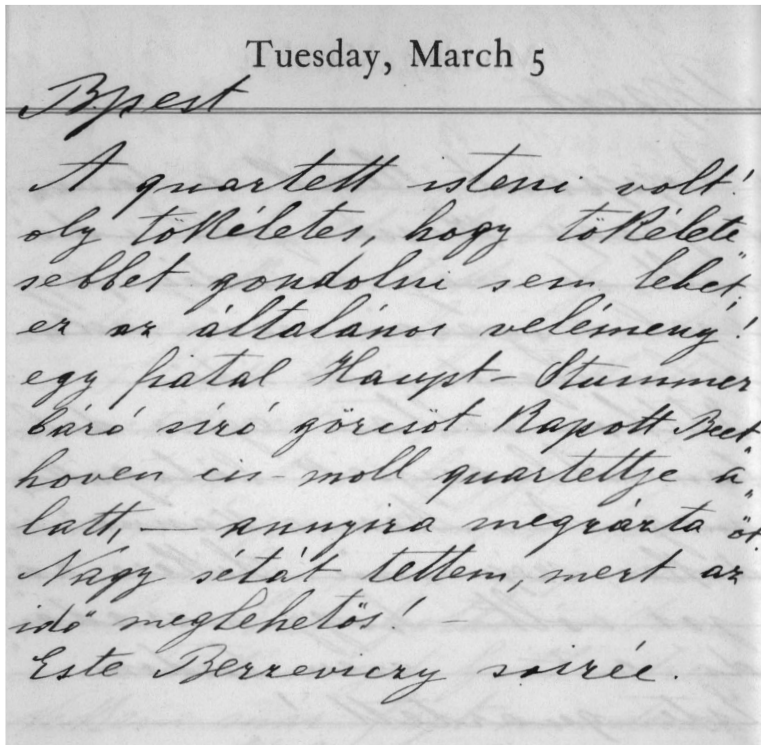 Tuesday, March 5
Bpest
A quartett isteni volt!
oly tökéletes, hogy tökélete„
sebbet gondolni sem lehet;
ez az általános vélémeny!
egy fiatal Haupt-Stummer
báró síró görcsöt kapott Beet„
hoven cis-moll quartettje a„
latt, — annyira megrázta őt.
Nagy sétát tettem, mert az
idő meglehetős! –
Este Berzeviczy soirée.